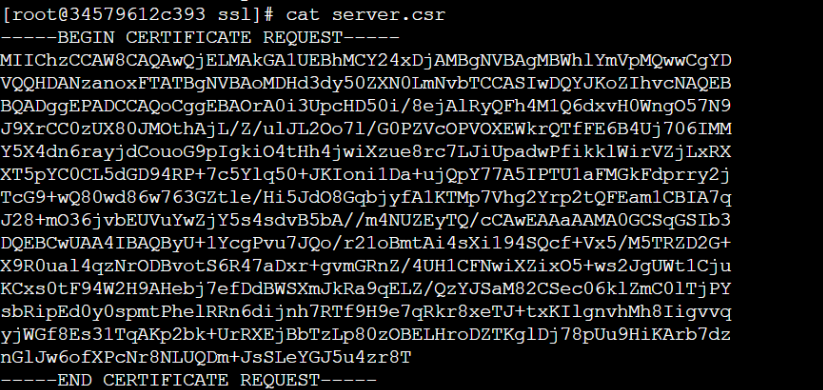 [root@34579612c393 ssl]# cat server.csr
-----BEGIN CERTIFICATE REQUEST-----
MIIChzCCAW8CAQAwQjELMAkGA1UEBhMCY24xDjAMBgNVBAgMBWhlYmVpMQwwCgYD
VQQHDANzanoxFTATBgNVBAoMDHd3dy50ZXN0LmNvbTCCASIwDQYJKoZIhvcNAQEB
BQADggEPADCCAQoCggEBAOrA0i3UpcHD50i/8ejAlRyQFh4M1Q6dxvH0WngO57N9
J9XrCC0zUX80JMOthAjL/Z/ulJL2Oo7l/G0PZVcOPVOXEWkrQTfFE6B4Uj706IMM
Y5X4dn6rayjdCouoG9pIgkiO4tHh4jwiXzue8rc7LJiUpadwPfikklWirVZjLxRX
XT5pYC0CL5dGD94RP+7c5Ylq50+JKIoni1Da+ujQpY77A5IPTU1aFMGkFdprry2j
TcG9+wQ80wd86w763GZtle/Hi5JdO8GqbjyfA1KTMp7Vhg2Yrp2tQFEam1CBIA7q
J28+mO36jvbEUVuYwZjY5s4sdvB5bA//m4NUZEyTQ/cCAwEAAaAAMA0GCSqGSIb3
DQEBCwUAA4IBAQByU+1YcgPvu7JQo/r21oBmtAi4sXi194SQcf+Vx5/M5TRZD2G+
X9R0ual4qzNrODBvotS6R47aDxr+gvmGRnZ/4UH1CFNwiXZixO5+ws2JgUWt1Cju
KCxs0tF94W2H9AHebj7efDdBWSXmJkRa9qELZ/QzYJSaM82CSec06klZmC0lTjPY
sbRipEd0y0spmtPhelRRn6dijnh7RTf9H9e7qRkr8xeTJ+txKIlgnvhMh8Iigvvq
yjWGf8Es31TqAKp2bk+UrRXEjBbTzLp80zOBELHroDZTKglDj78pUu9HiKArb7dz
nGlJw6ofXPcNr8NLUQDm+JsSLeYGJ5u4zr8T
-----END CERTIFICATE REQUEST-----